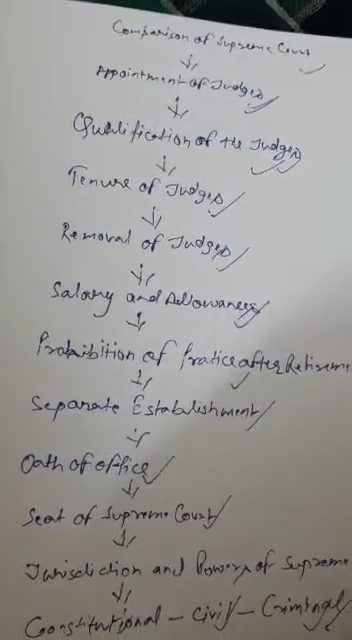 Comparison of Supreme Court
Appointment of Judges
Qualification of the Judges
Tenure of Judges
Removal of Judges
Salary and Allowances
Prohibition of Pratice after Retireme
Separate Establishment
Oath of office
Seat of Supreme Court
Jurisdiction and Powers of Supreme
Constitutional - Civil - Criminal